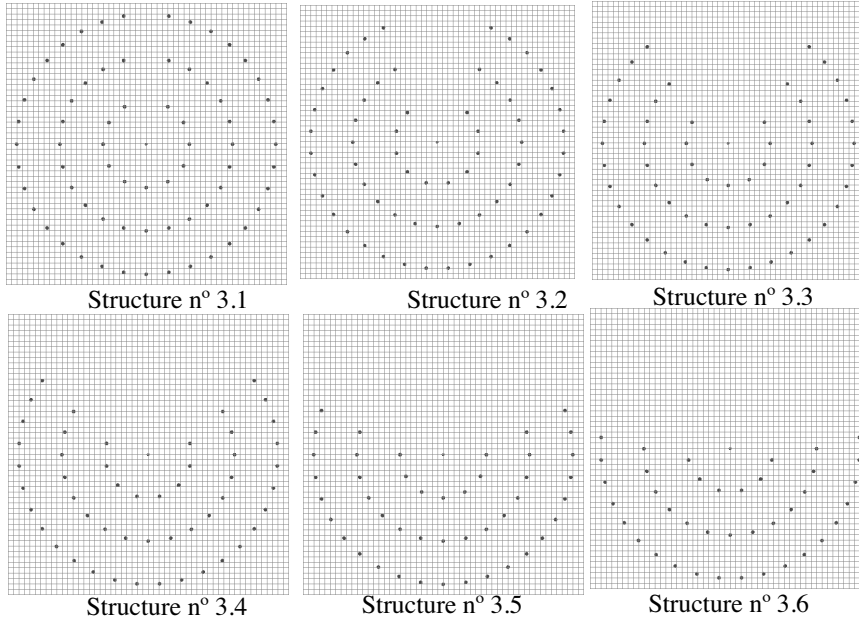 Structure nº 3.1
Structure nº 3.2
Structure nº 3.3
Structure nº 3.4
Structure nº 3.5
Structure nº 3.6